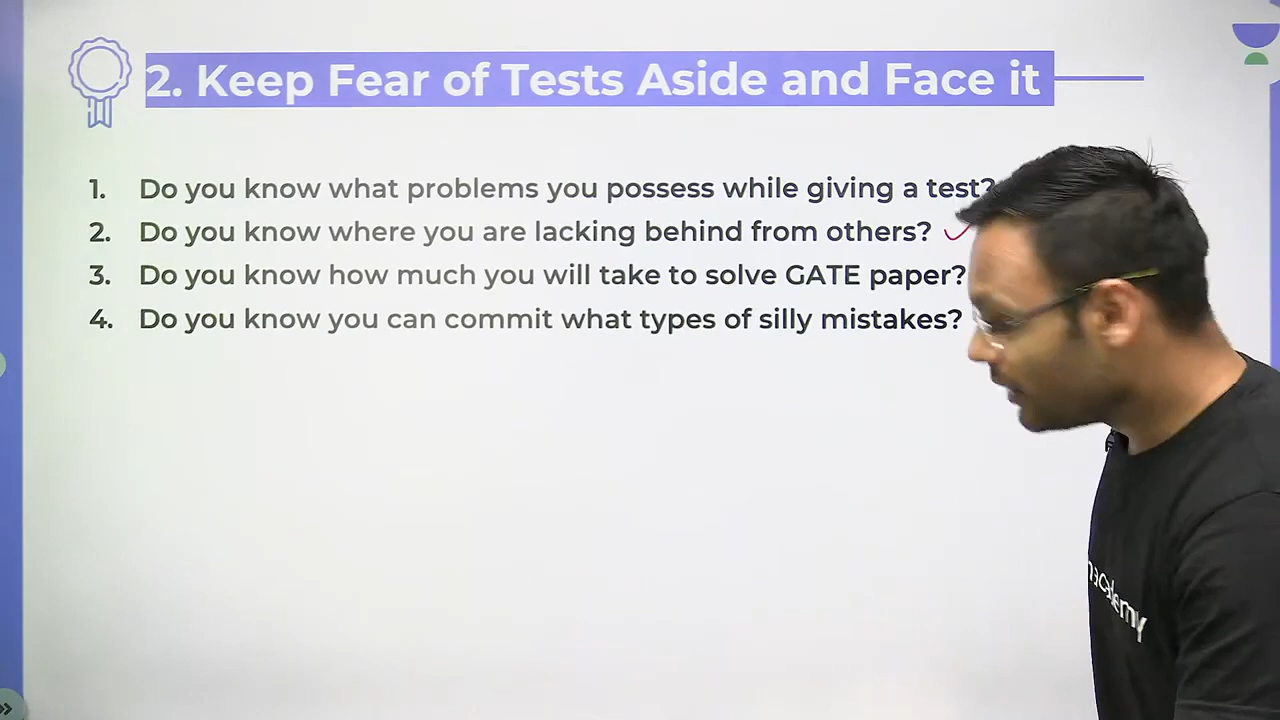 2. Keep Fear of Tests Aside and Face it
1. Do you know what problems you possess while giving a test?
2. Do you know where you are lacking behind from others?
3. Do you know how much you will take to solve GATE paper?
4. Do you know you can commit what types of silly mistakes?
nacademy